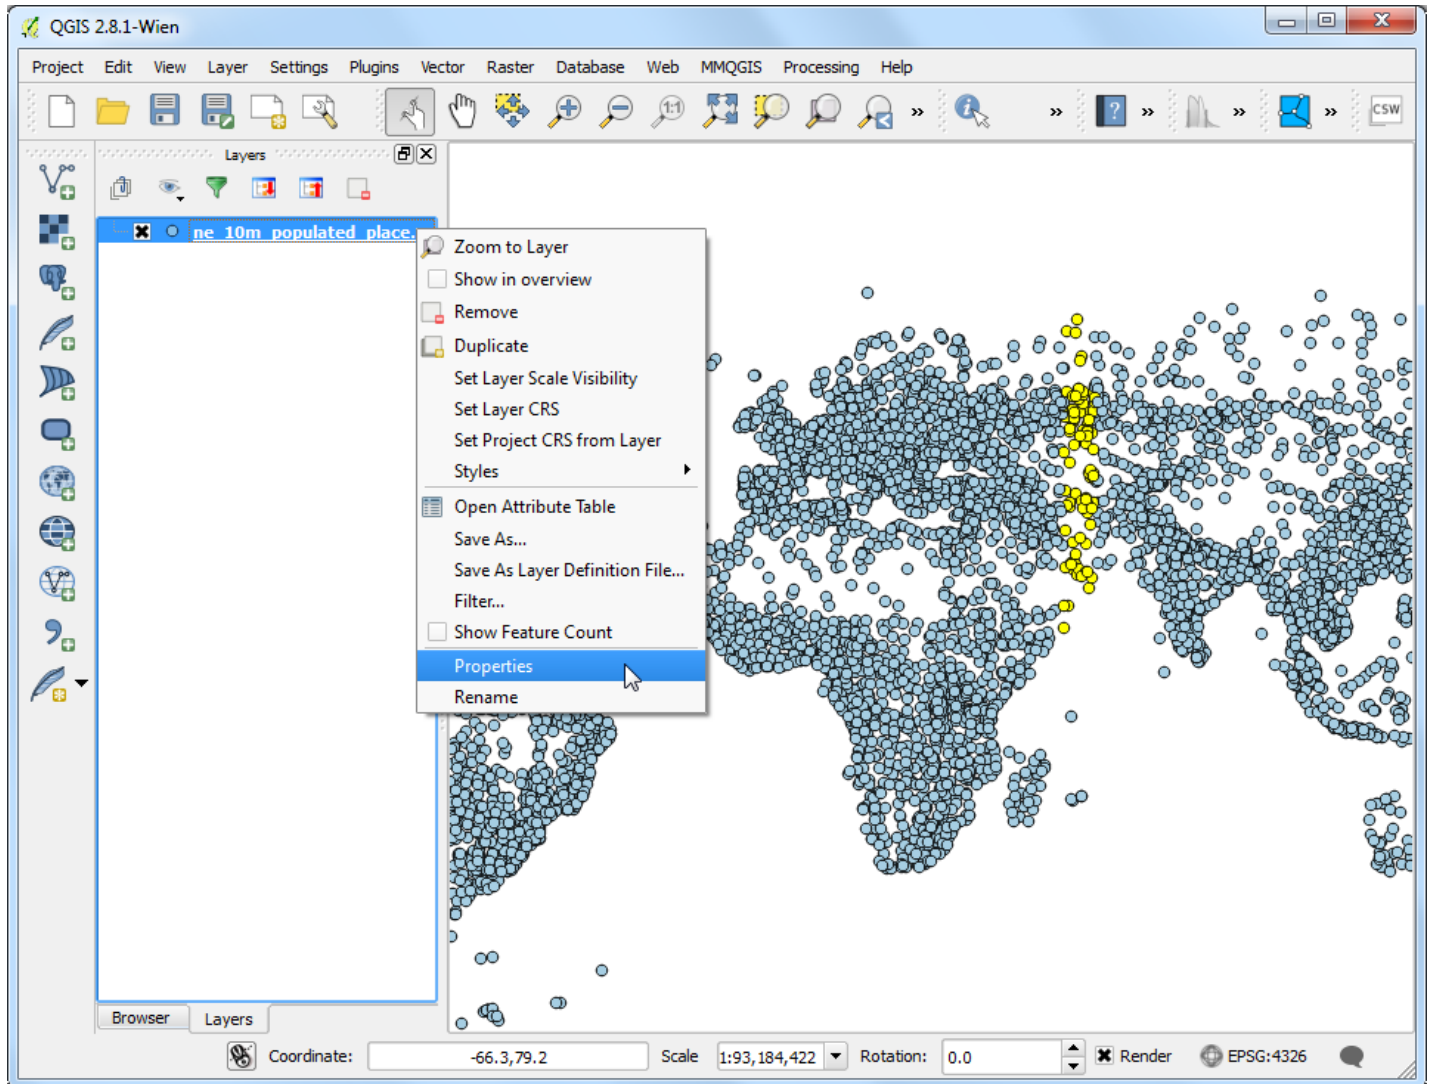 QGIS 2.8.1-Wien
Project Edit View Layer Settings Plugins Vector Raster Database Web MMQGIS Processing Help
1:1 » » ? » » » CSW
Layers
ne_10m_populated_place.
Zoom to Layer
Show in overview
Remove
Duplicate
Set Layer Scale Visibility
Set Layer CRS
Set Project CRS from Layer
Styles
Open Attribute Table
Save As...
Save As Layer Definition File...
Filter...
Show Feature Count
Properties
Rename
Browser Layers
Coordinate: -66.3,79.2 Scale 1:93,184,422 Rotation: 0.0 Render EPSG:4326